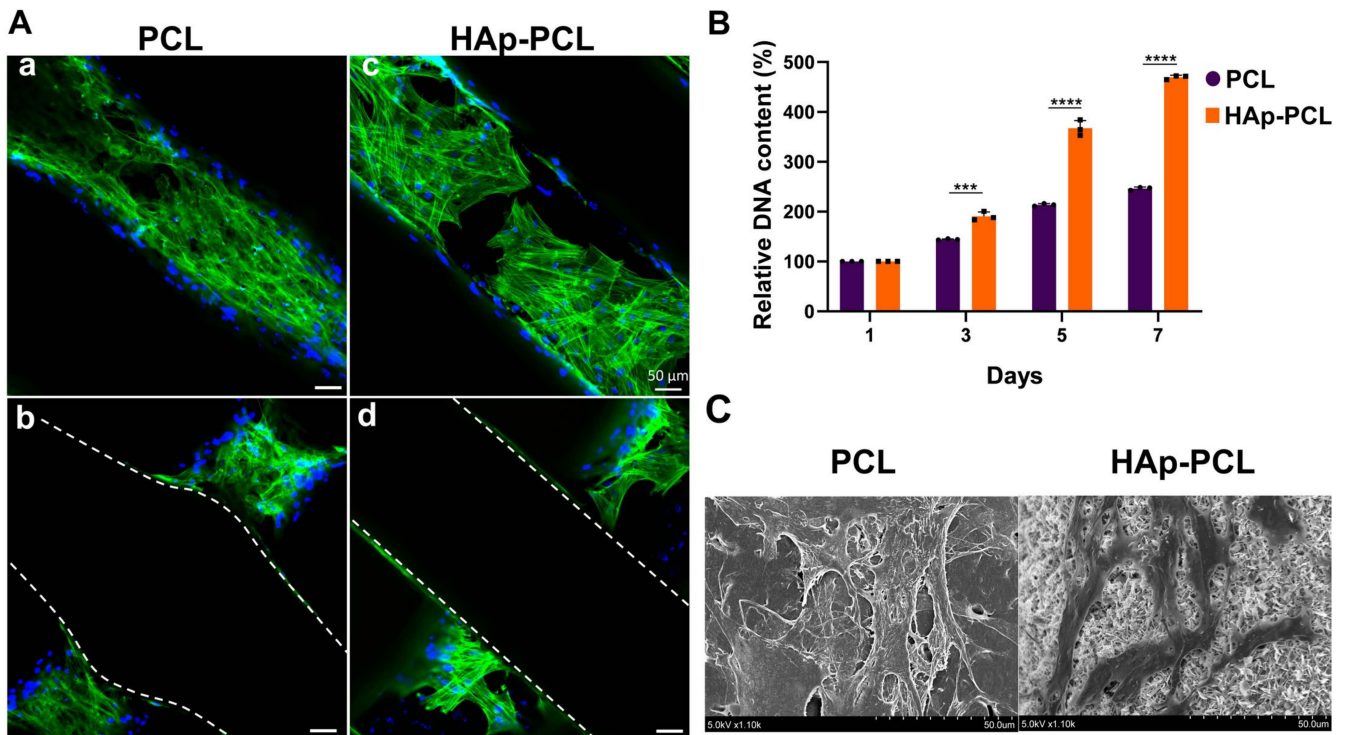 A
PCL
HAp-PCL
a
c
50 μm
b
d
B
Relative DNA content (%)
500
400
300
200
100
0
***
****
****
1 3 5 7
Days
PCL
HAp-PCL
C
PCL
HAp-PCL
5.0kV x1.10k 50.0um
5.0kV x1.10k 50.0um